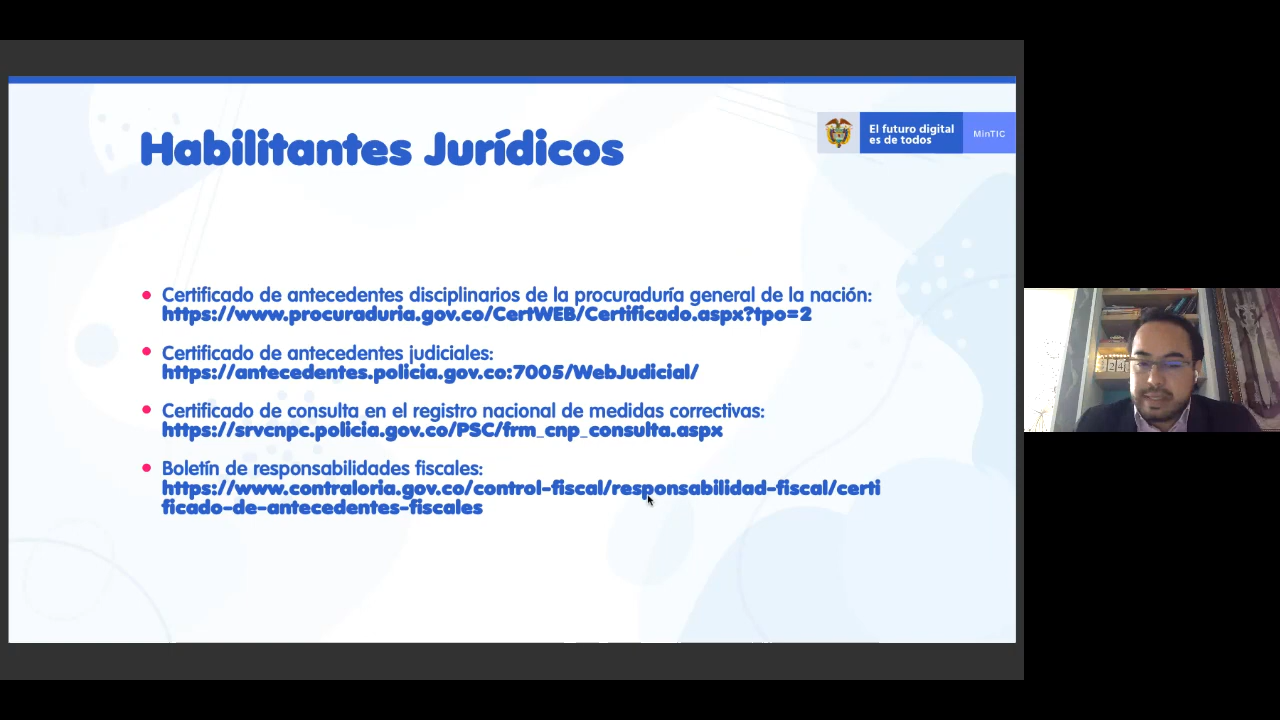 Habilitantes Jurídicos
El futuro digital
es de todos
MinTIC
Certificado de antecedentes disciplinarios de la procuraduría general de la nación:
https://www.procuraduria.gov.co/CertWEB/Certificado.aspx?tpo=2
Certificado de antecedentes judiciales:
https://antecedentes.policia.gov.co:7005/WebJudicial/
Certificado de consulta en el registro nacional de medidas correctivas:
https://srvcnpc.policia.gov.co/PSC/frm_cnp_consulta.aspx
Boletín de responsabilidades fiscales:
https://www.contraloria.gov.co/control-fiscal/responsabilidad-fiscal/certi
ficado-de-antecedentes-fiscales